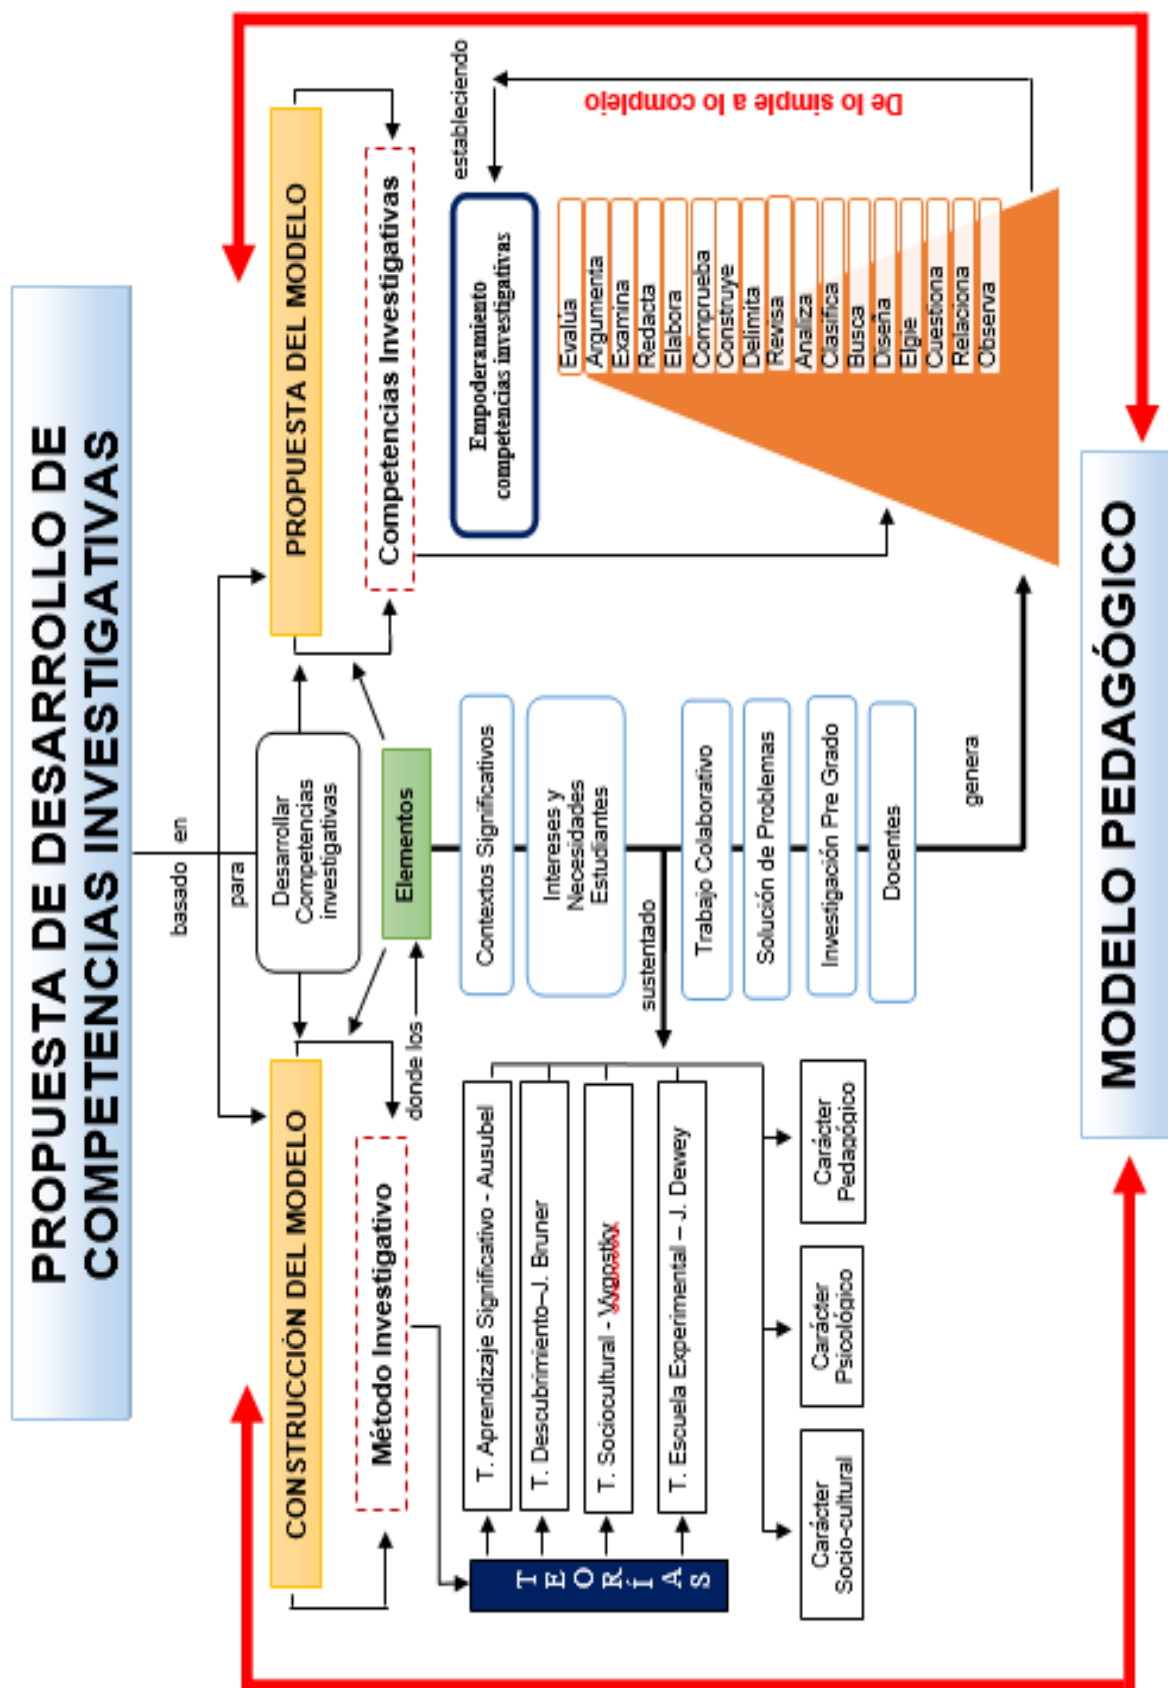 PROPUESTA DE DESARROLLO DE
COMPETENCIAS INVESTIGATIVAS
basado en
para
CONSTRUCCIÓN DEL MODELO
Desarrollar
Competencias
investigativas
PROPUESTA DEL MODELO
Método Investigativo
donde los
Elementos
Competencias Investigativas
TEORÍAS
T. Aprendizaje Significativo - Ausubel
T. Descubrimiento–J. Bruner
T. Sociocultural - Vygostky
T. Escuela Experimental – J. Dewey
Carácter
Socio-cultural
Carácter
Psicológico
Carácter
Pedagógico
sustentado
Contextos Significativos
Intereses y
Necesidades
Estudiantes
Trabajo Colaborativo
Solución de Problemas
Investigación Pre Grado
Docentes
genera
estableciendo
Empoderamiento
competencias investigativas
De lo simple a lo complejo
Evalúa
Argumenta
Examina
Redacta
Elabora
Comprueba
Construye
Delimita
Revisa
Analiza
Clasifica
Busca
Diseña
Elgie
Cuestiona
Relaciona
Observa
MODELO PEDAGÓGICO